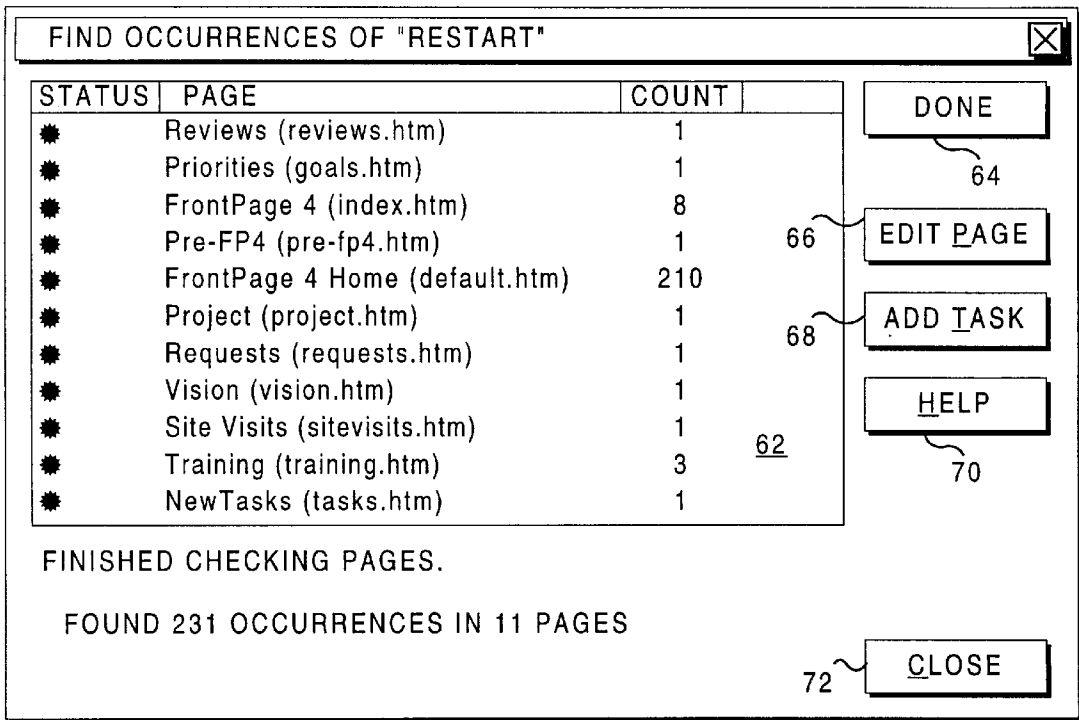 FIND OCCURRENCES OF "RESTART"
STATUS PAGE COUNT
Reviews (reviews.htm) 1
Priorities (goals.htm) 1
FrontPage 4 (index.htm) 8
Pre-FP4 (pre-fp4.htm) 1
FrontPage 4 Home (default.htm) 210
Project (project.htm) 1
Requests (requests.htm) 1
Vision (vision.htm) 1
Site Visits (sitevisits.htm) 1
Training (training.htm) 3
NewTasks (tasks.htm) 1
62
DONE
64
66 EDIT PAGE
68 ADD TASK
HELP
70
FINISHED CHECKING PAGES.
FOUND 231 OCCURRENCES IN 11 PAGES
72 CLOSE